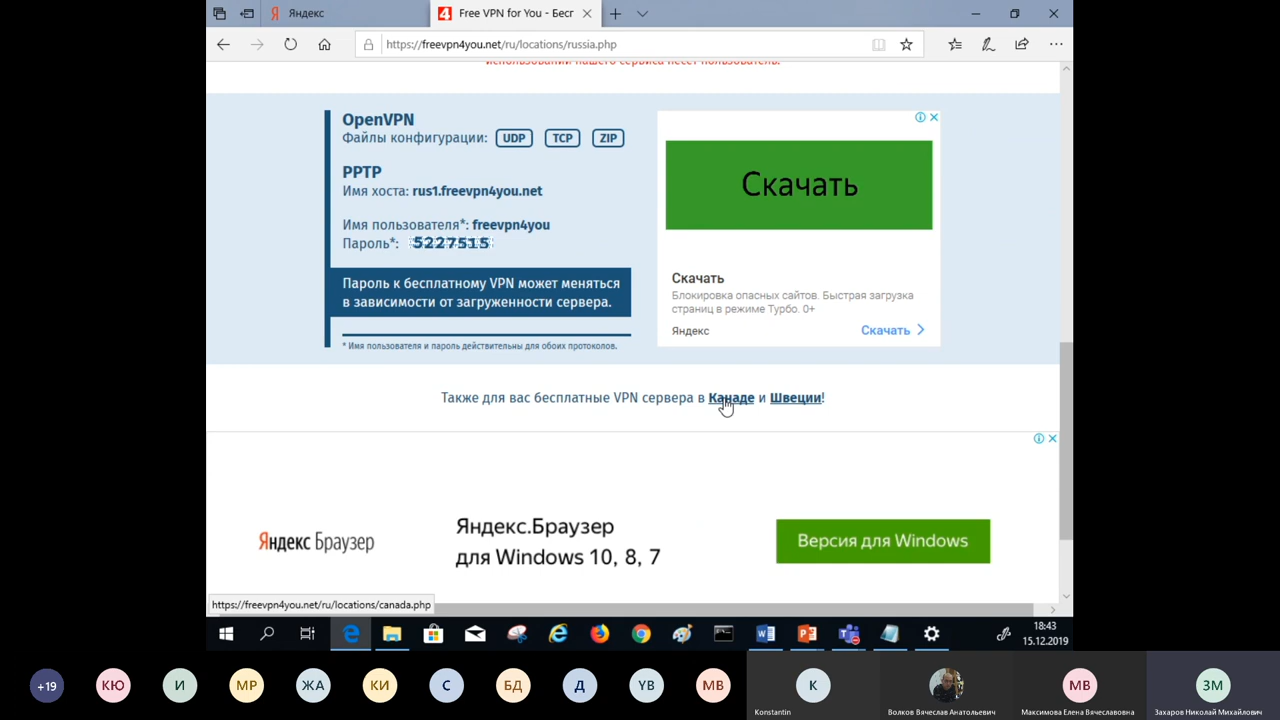 Яндекс
Free VPN for You - Бесп
https://freevpn4you.net/ru/locations/russia.php
использовании нашего сервиса несет пользователь.
OpenVPN
Файлы конфигурации: UDP TCP ZIP
PPTP
Имя хоста: rus1.freevpn4you.net
Имя пользователя*: freevpn4you
Пароль*: 5227515
Пароль к бесплатному VPN может меняться
в зависимости от загруженности сервера.
* Имя пользователя и пароль действительны для обоих протоколов.
Скачать
Скачать
Блокировка опасных сайтов. Быстрая загрузка
страниц в режиме Турбо. 0+
Яндекс
Скачать
Также для вас бесплатные VPN сервера в Канаде и Швеции!
Яндекс Браузер
Яндекс.Браузер
для Windows 10, 8, 7
Версия для Windows
https://freevpn4you.net/ru/locations/canada.php
18:43
15.12.2019
+19
КЮ
И
МР
ЖА
КИ
С
БД
Д
YB
МВ
K
Konstantin
Волков Вячеслав Анатольевич
МВ
Максимова Елена Вячеславовна
ЗМ
Захаров Николай Михайлович